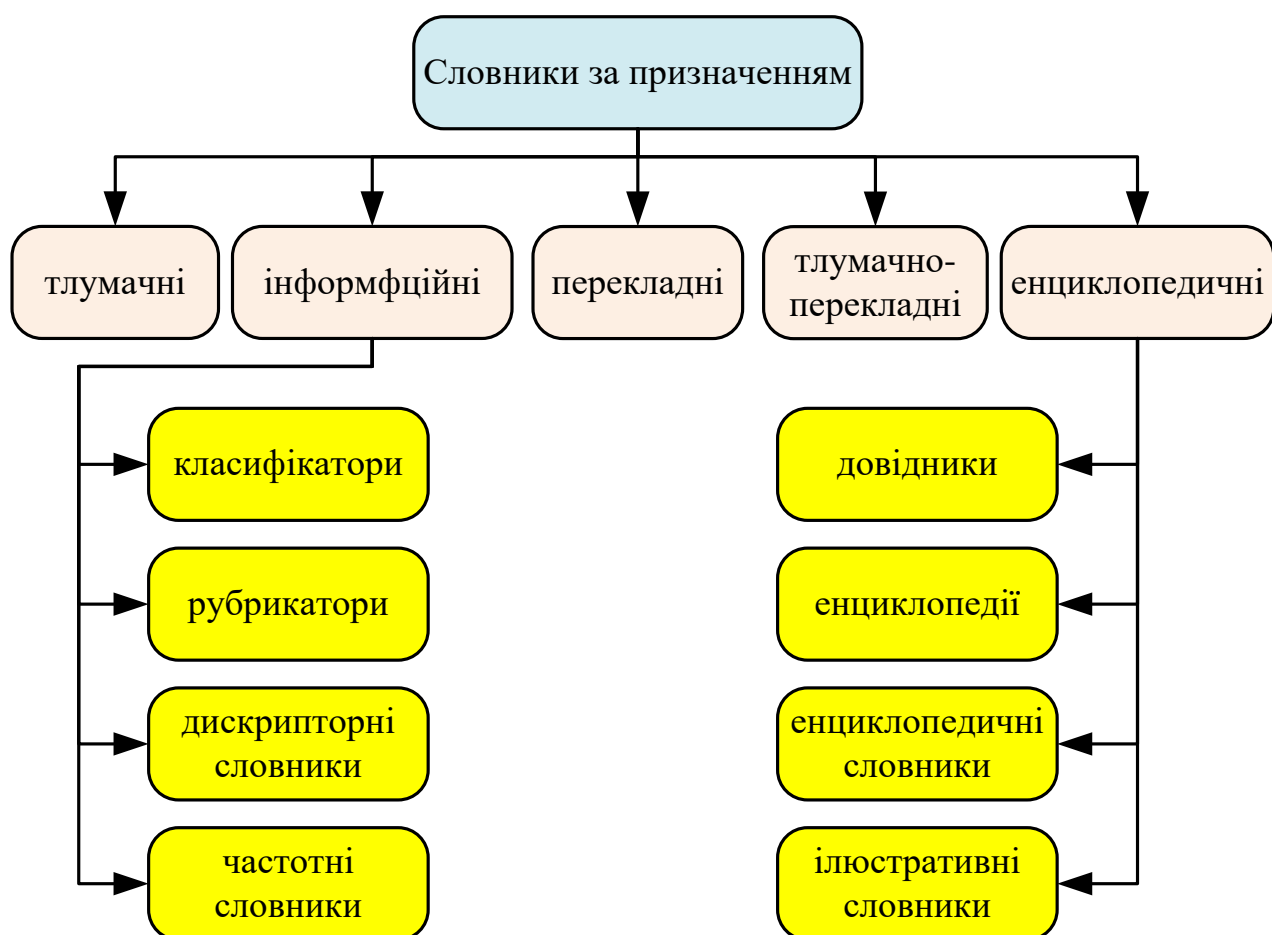 Словники за призначенням
тлумачні
інформфційні
перекладні
тлумачно-
перекладні
енциклопедичні
класифікатори
рубрикатори
дискрипторні
словники
частотні
словники
довідники
енциклопедії
енциклопедичні
словники
ілюстративні
словники